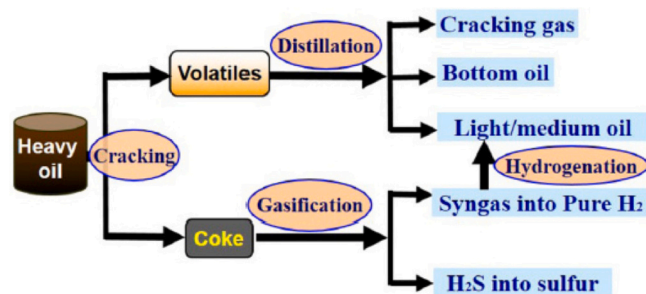 Cracking gas
Distillation
Volatiles
Bottom oil
Light/medium oil
Heavy
oil
Cracking
Hydrogenation
Gasification
Syngas into Pure H₂
Coke
H₂S into sulfur